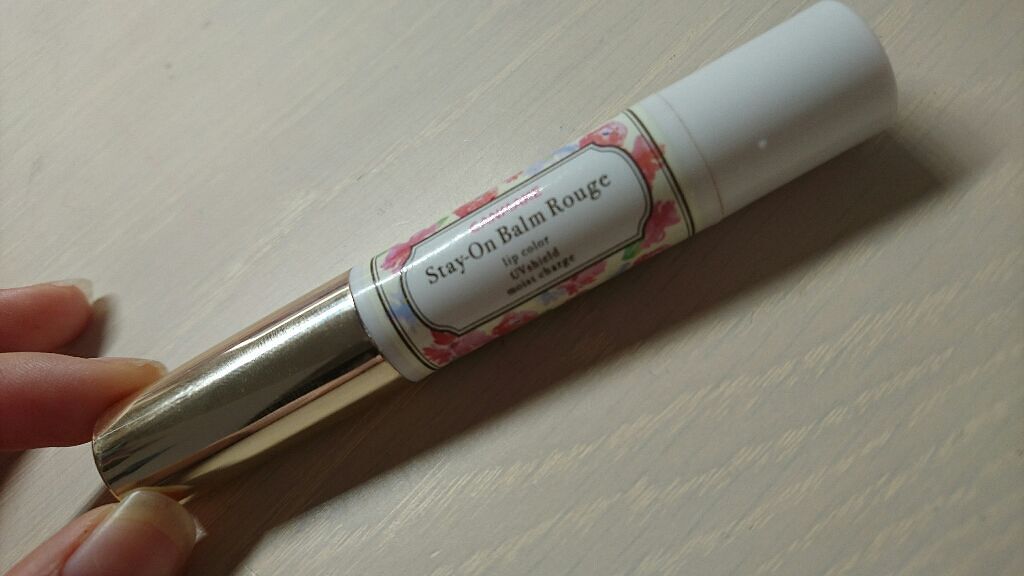 Stay-On Balm Rouge
lip color
UVshield
moist charge